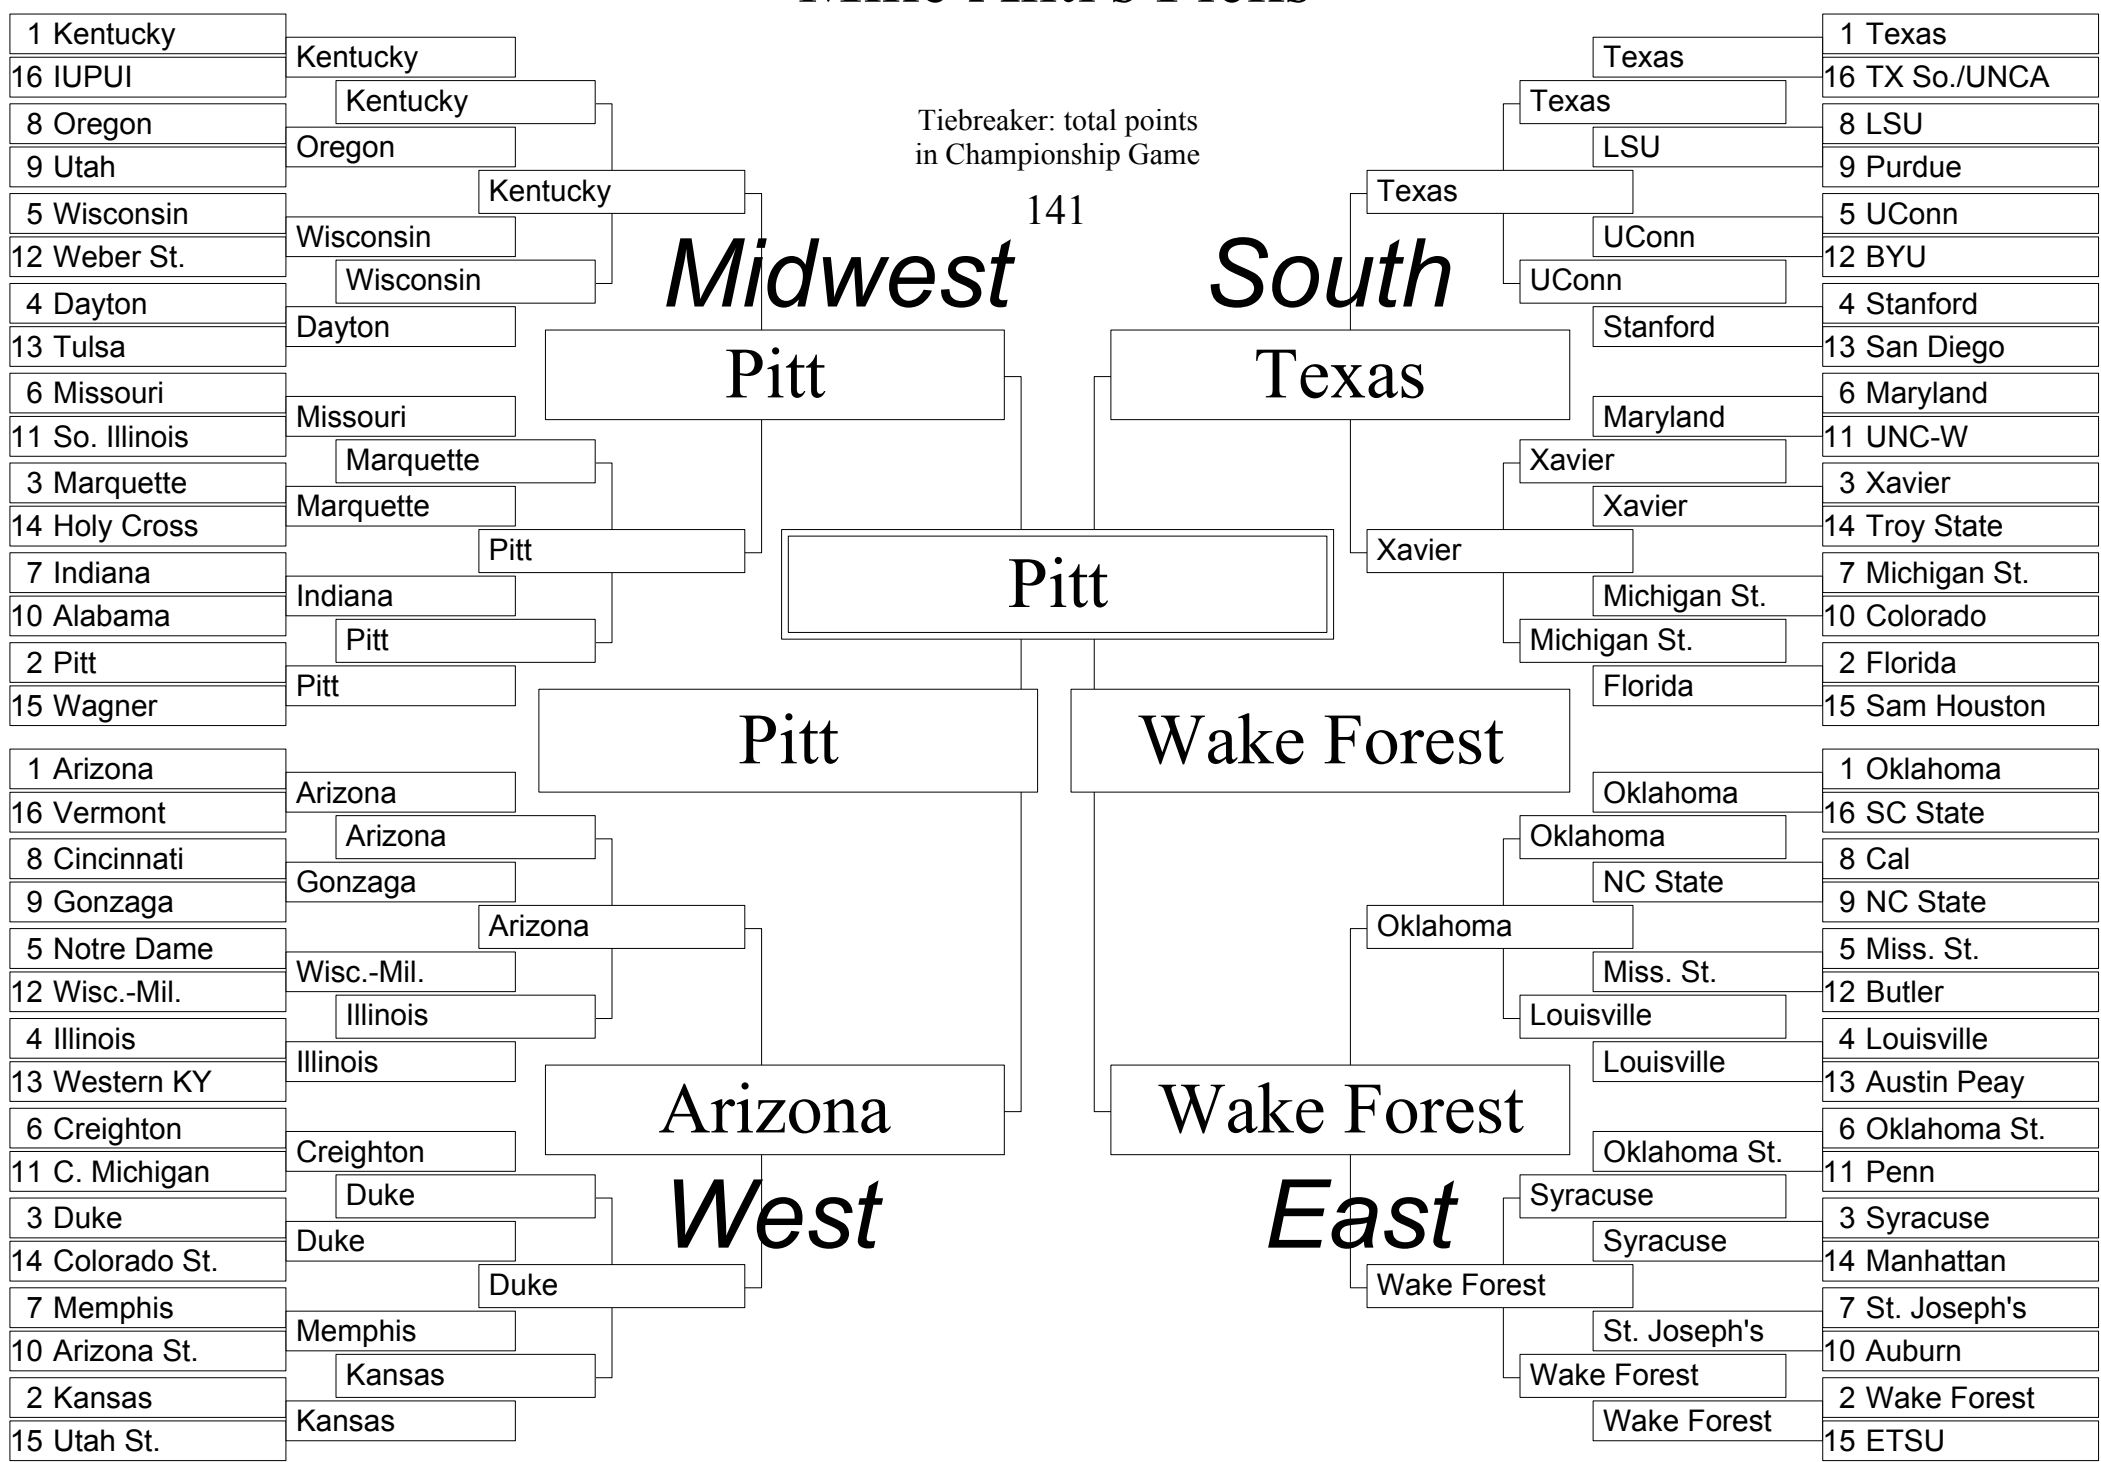 1 Kentucky
16 IUPUI
8 Oregon
9 Utah
5 Wisconsin
12 Weber St.
4 Dayton
13 Tulsa
6 Missouri
11 So. Illinois
3 Marquette
14 Holy Cross
7 Indiana
10 Alabama
2 Pitt
15 Wagner
1 Arizona
16 Vermont
8 Cincinnati
9 Gonzaga
5 Notre Dame
12 Wisc.-Mil.
4 Illinois
13 Western KY
6 Creighton
11 C. Michigan
3 Duke
14 Colorado St.
7 Memphis
10 Arizona St.
2 Kansas
15 Utah St.
Kentucky
Oregon
Wisconsin
Dayton
Missouri
Marquette
Indiana
Pitt
Arizona
Gonzaga
Wisc.-Mil.
Illinois
Creighton
Duke
Memphis
Kansas
Kentucky
Wisconsin
Marquette
Pitt
Arizona
Illinois
Duke
Kansas
Kentucky
Pitt
Arizona
Duke
Midwest
Pitt
Pitt
Arizona
West
Tiebreaker: total points
in Championship Game
141
Pitt
South
Texas
Wake Forest
Wake Forest
East
Texas
Xavier
Oklahoma
Wake Forest
Texas
UConn
Xavier
Michigan St.
Oklahoma
Louisville
Syracuse
Wake Forest
Texas
LSU
UConn
Stanford
Maryland
Xavier
Michigan St.
Florida
Oklahoma
NC State
Miss. St.
Louisville
Oklahoma St.
Syracuse
St. Joseph's
Wake Forest
1 Texas
16 TX So./UNCA
8 LSU
9 Purdue
5 UConn
12 BYU
4 Stanford
13 San Diego
6 Maryland
11 UNC-W
3 Xavier
14 Troy State
7 Michigan St.
10 Colorado
2 Florida
15 Sam Houston
1 Oklahoma
16 SC State
8 Cal
9 NC State
5 Miss. St.
12 Butler
4 Louisville
13 Austin Peay
6 Oklahoma St.
11 Penn
3 Syracuse
14 Manhattan
7 St. Joseph's
10 Auburn
2 Wake Forest
15 ETSU